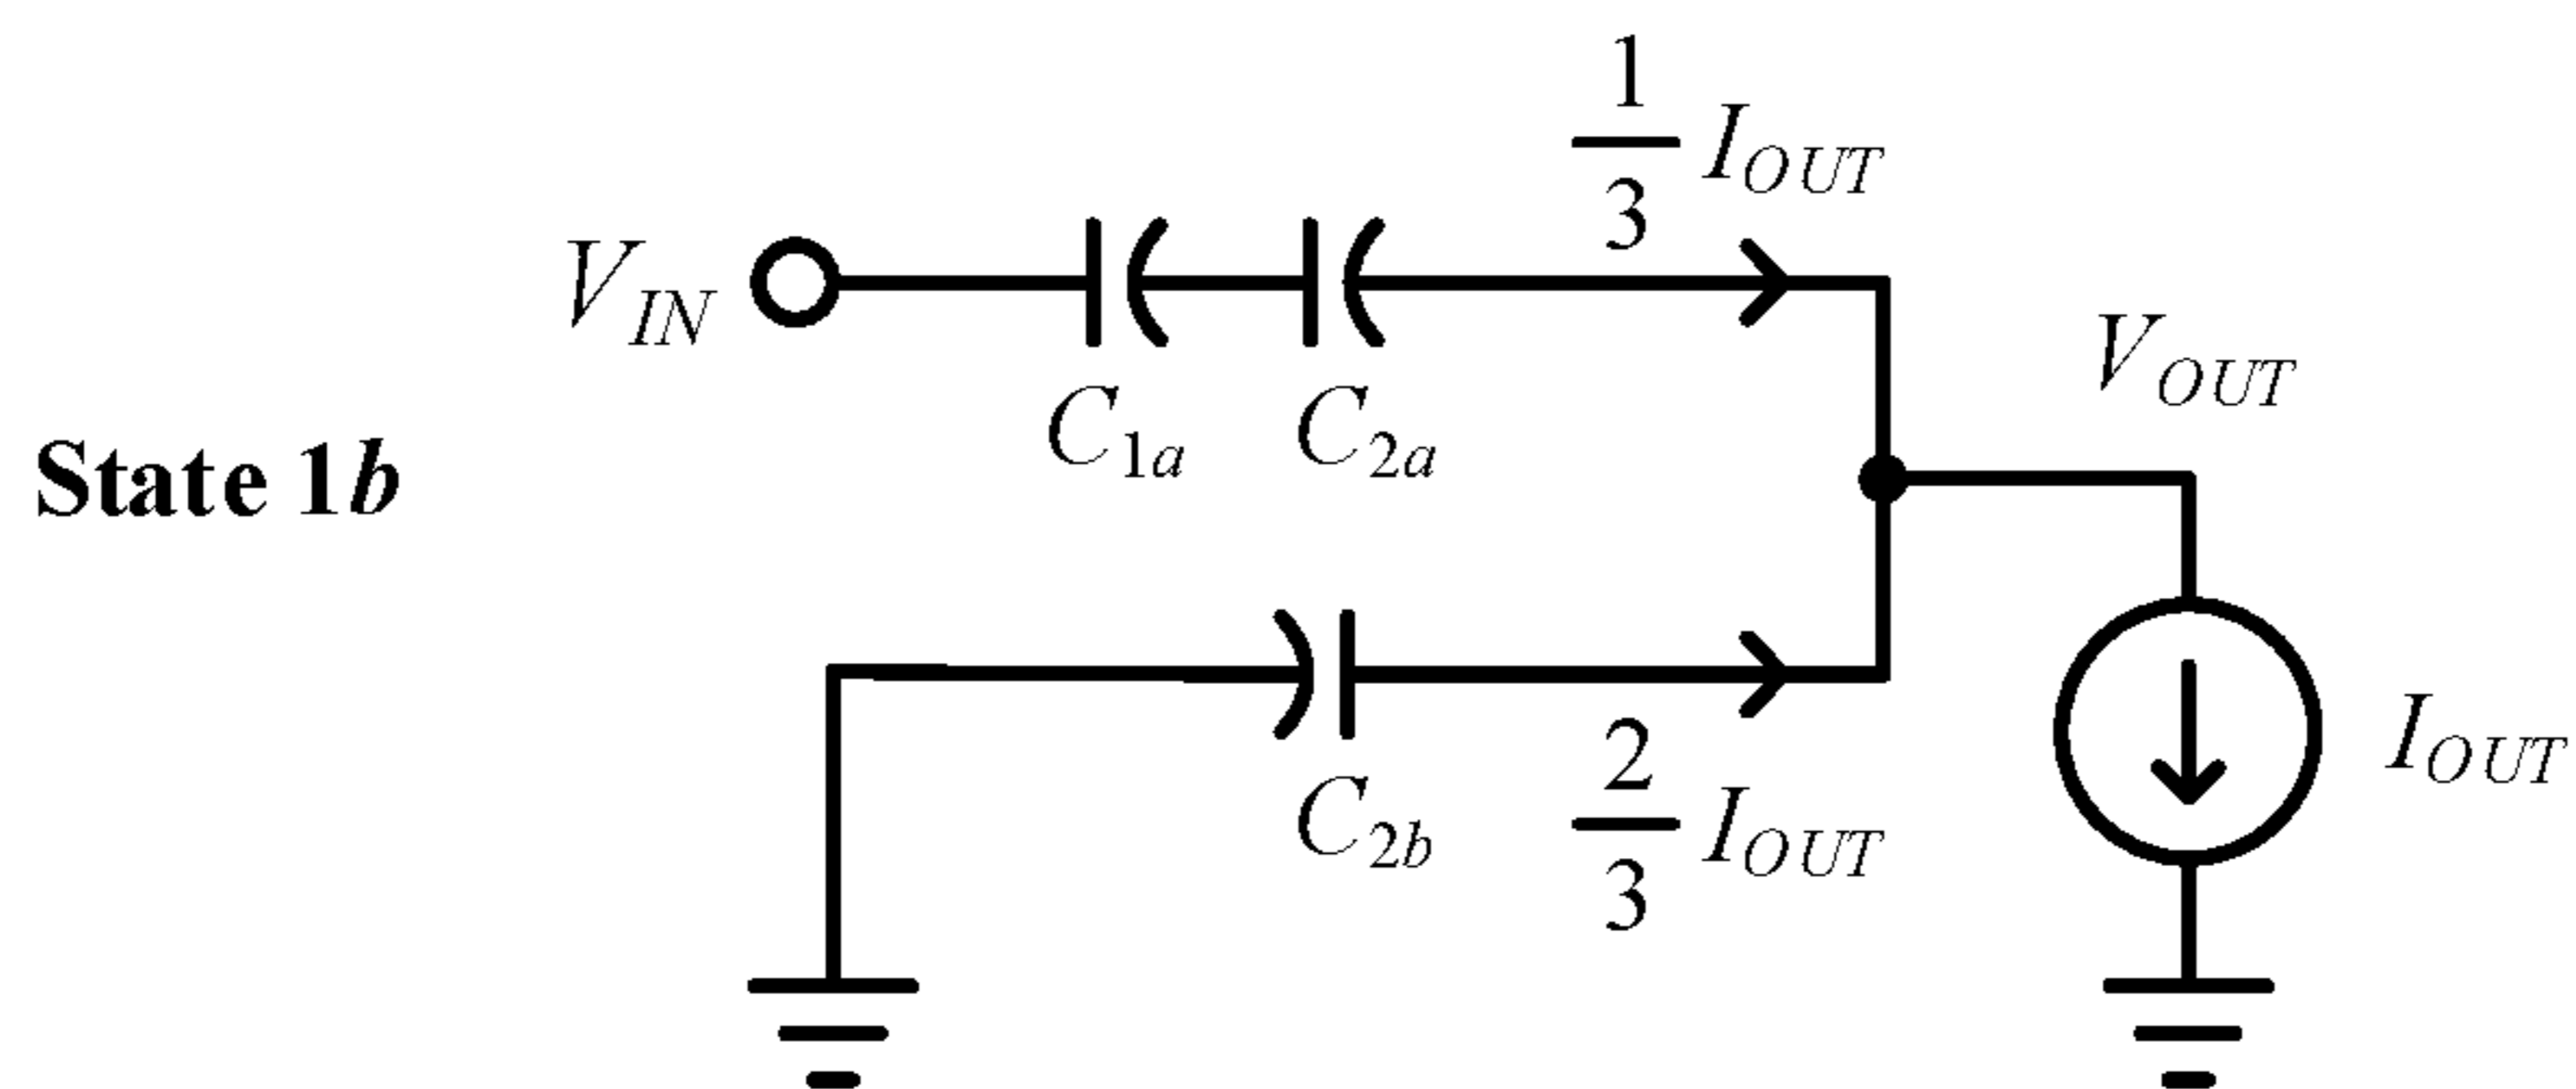 1/3 I_OUT
V_IN
C_1a C_2a
V_OUT
State 1b
C_2b
2/3 I_OUT
I_OUT